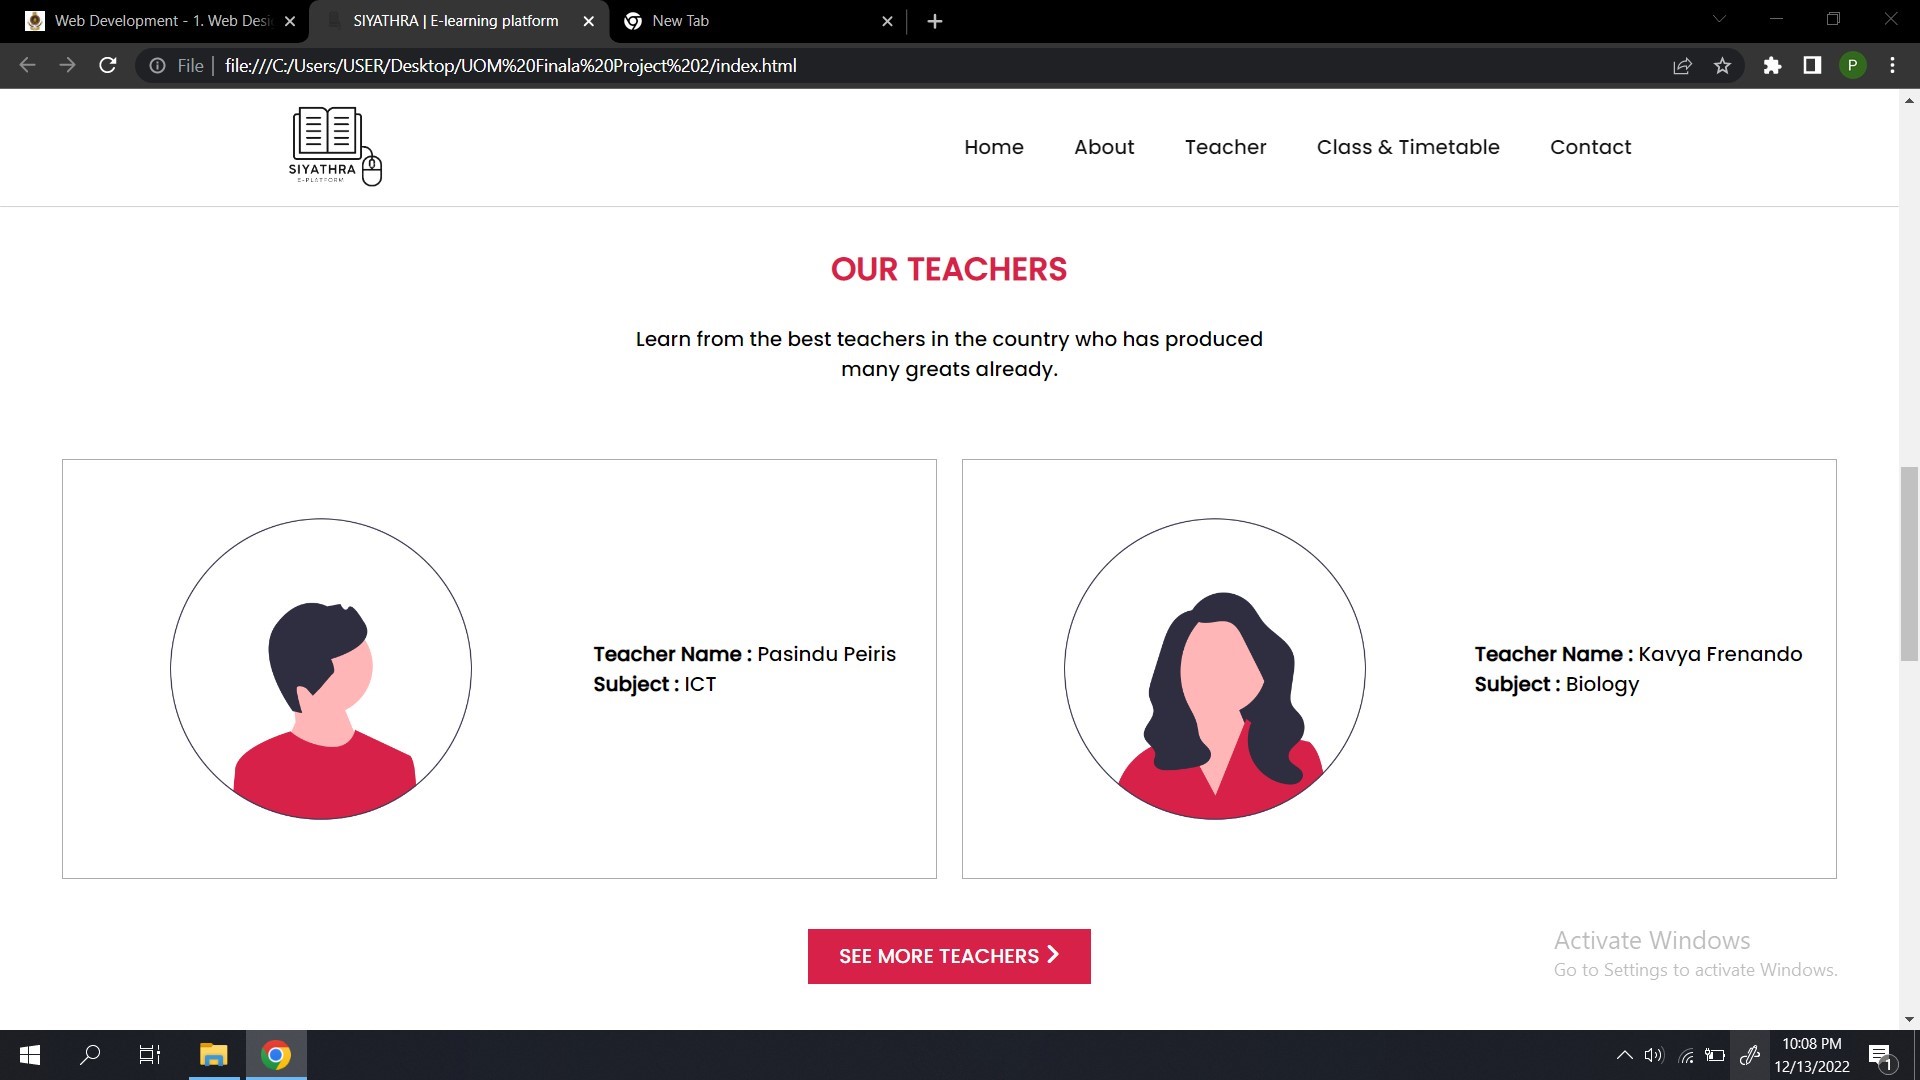 Web Development - 1. Web Desi
SIYATHRA | E-learning platform
New Tab
File
file:///C:/Users/USER/Desktop/UOM%20Finala%20Project%202/index.html
P
SIYATHRA
E-PLATFORM
Home
About
Teacher
Class & Timetable
Contact
OUR TEACHERS
Learn from the best teachers in the country who has produced
many greats already.
Teacher Name : Pasindu Peiris
Subject : ICT
Teacher Name : Kavya Frenando
Subject : Biology
SEE MORE TEACHERS
Activate Windows
Go to Settings to activate Windows.
10:08 PM
12/13/2022
1